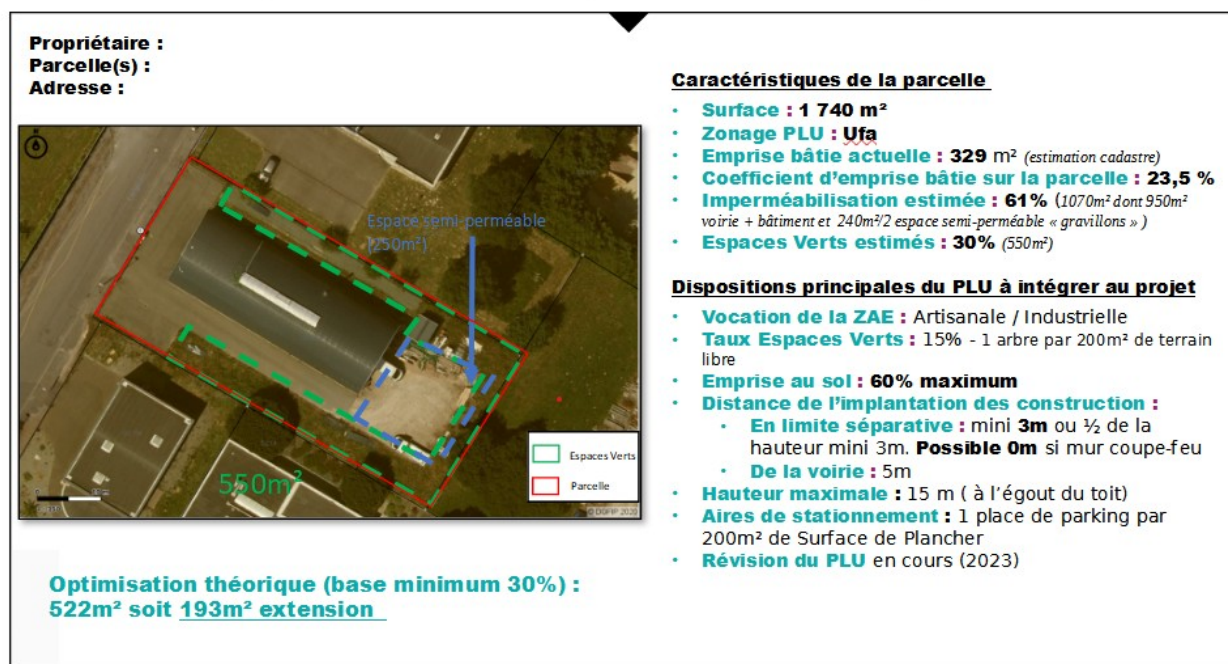 Propriétaire :
Parcelle(s) :
Adresse :
Espace semi-perméable
(250m²)
550m²
Espaces Verts
Parcelle
© DGFIP 2020
Optimisation théorique (base minimum 30%) :
522m² soit 193m² extension
Caractéristiques de la parcelle
• Surface : 1 740 m²
• Zonage PLU : Ufa
• Emprise bâtie actuelle : 329 m² (estimation cadastre)
• Coefficient d'emprise bâtie sur la parcelle : 23,5 %
• Imperméabilisation estimée : 61% (1070m² dont 950m²
voirie + bâtiment et 240m²/2 espace semi-perméable « gravillons » )
• Espaces Verts estimés : 30% (550m²)
Dispositions principales du PLU à intégrer au projet
• Vocation de la ZAE : Artisanale / Industrielle
• Taux Espaces Verts : 15% - 1 arbre par 200m² de terrain
libre
• Emprise au sol : 60% maximum
• Distance de l'implantation des construction :
• En limite séparative : mini 3m ou ½ de la
hauteur mini 3m. Possible 0m si mur coupe-feu
• De la voirie : 5m
• Hauteur maximale : 15 m ( à l'égout du toit)
• Aires de stationnement : 1 place de parking par
200m² de Surface de Plancher
• Révision du PLU en cours (2023)